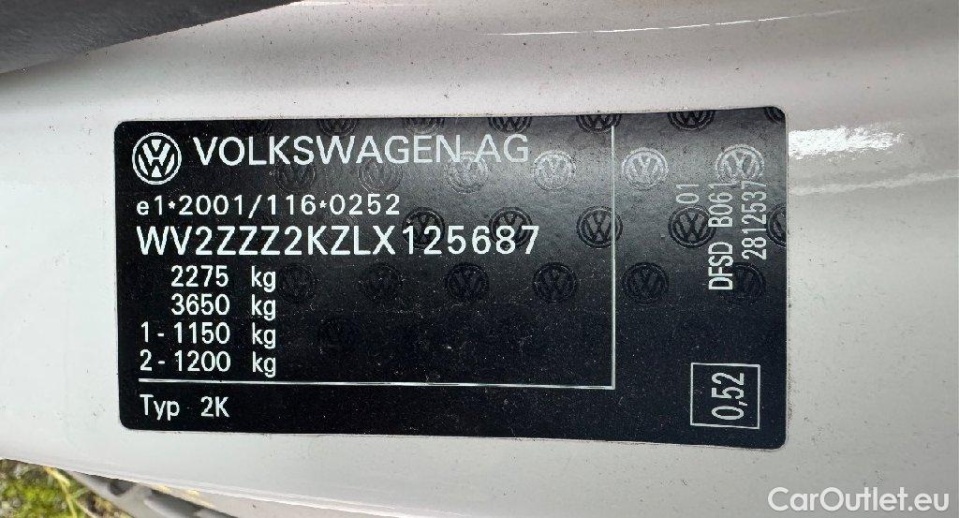 VOLKSWAGEN AG
e1*2001/116*0252
WV2ZZZ2KZLX125687
2275 kg
3650 kg
1-1150 kg
2-1200 kg
Typ 2K
01
DFSD B061
2812537
0,52
CarOutlet.eu